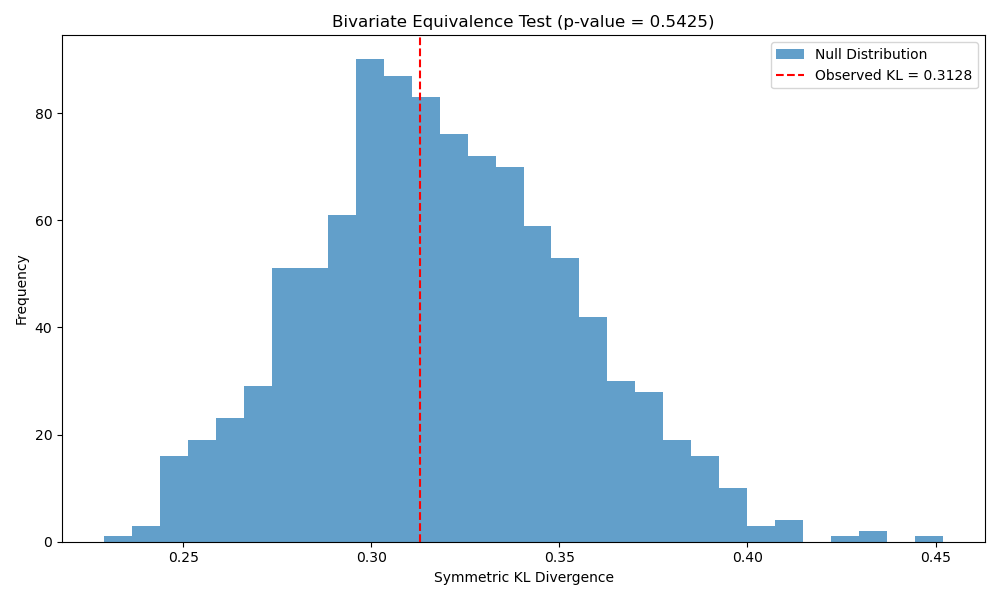 Bivariate Equivalence Test (p-value = 0.5425)
Null Distribution
Observed KL = 0.3128
Frequency
80
60
40
20
0
0.25
0.30
0.35
0.40
0.45
Symmetric KL Divergence